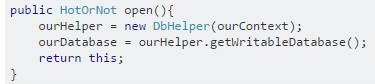 public HotOrNot open(){
    ourHelper = new DbHelper(ourContext);
    ourDatabase = ourHelper.getWritableDatabase();
    return this;
}